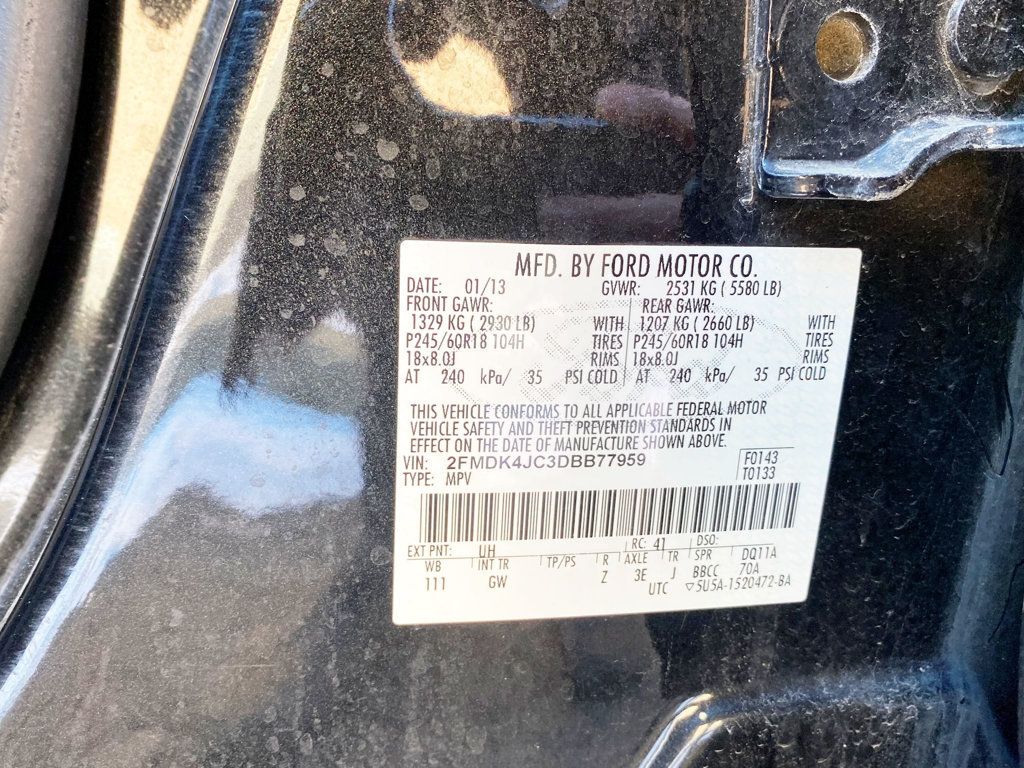 MFD. BY FORD MOTOR CO.
DATE: 01/13 GVWR: 2531 KG ( 5580 LB)
FRONT GAWR: REAR GAWR:
1329 KG ( 2930 LB) WITH 1207 KG ( 2660 LB) WITH
P245/60R18 104H TIRES P245/60R18 104H TIRES
18x8.0J RIMS 18x8.0J RIMS
AT 240 kPa/ 35 PSI COLD AT 240 kPa/ 35 PSI COLD
THIS VEHICLE CONFORMS TO ALL APPLICABLE FEDERAL MOTOR
VEHICLE SAFETY AND THEFT PREVENTION STANDARDS IN
EFFECT ON THE DATE OF MANUFACTURE SHOWN ABOVE.
VIN: 2FMDK4JC3DBB77959 F0143
TYPE: MPV T0133
EXT PNT: UH RC: 41 DSO:
WB INT TR TP/PS R AXLE TR SPR DQ11A
111 GW Z 3E J BBCC 70A
UTC ▽5U5A-1520472-BA